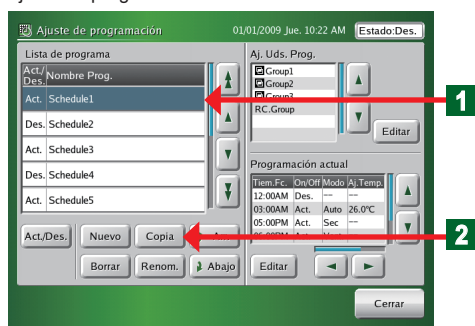 Ajuste de programación 01/01/2009 Jue. 10:22 AM Estado:Des.
Lista de programa
Act./Des. Nombre Prog.
Act. Schedule1
Des. Schedule2
Act. Schedule3
Des. Schedule4
Act. Schedule5
Act./Des. Nuevo Copia
Borrar Renom. Abajo
Aj. Uds. Prog.
Group1
Group2
Group3
RC.Group
Editar
Programación actual
Tiem.Fc. On/Off Modo Aj.Temp.
12:00AM Des. -- --
03:00AM Act. Auto 26.0°C
05:00PM Act. Sec --
Editar
Cerrar
1
2